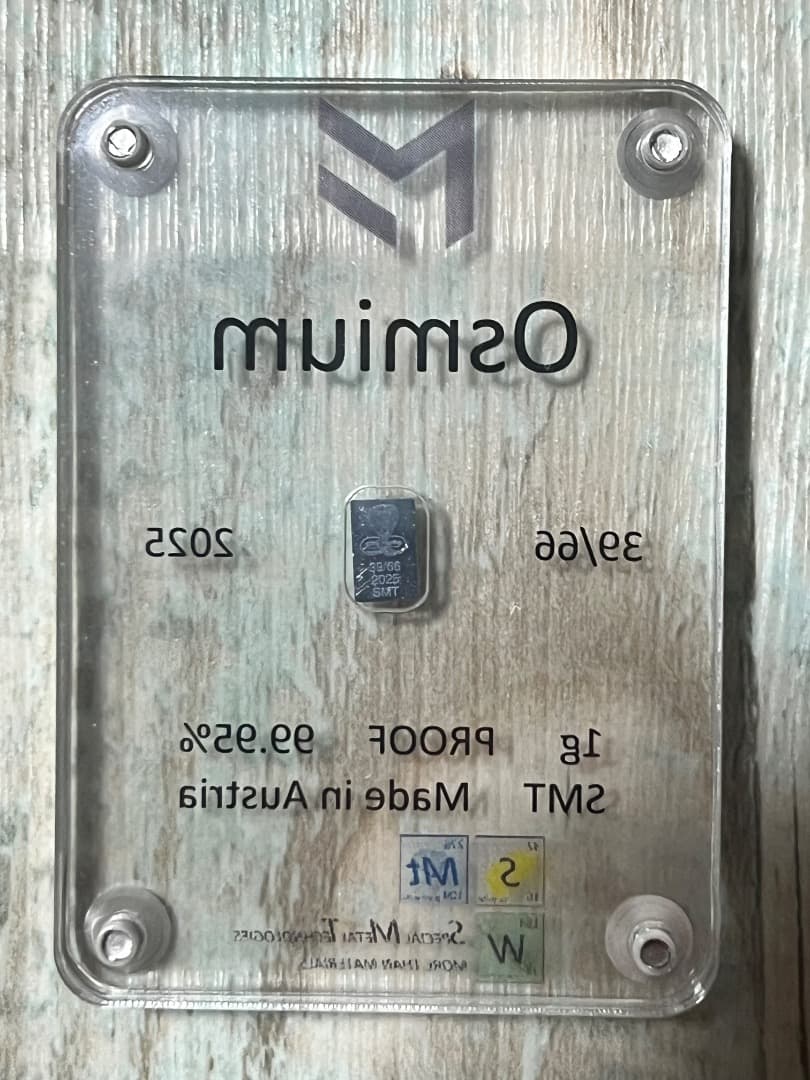 Osmium
39/66 2025
39/66
2025
SMT
1g PROOF 99.95%
SMT Made in Austria
S Mt
W SPECIAL METAL TECHNOLOGIES
MORE THAN MATERIALS